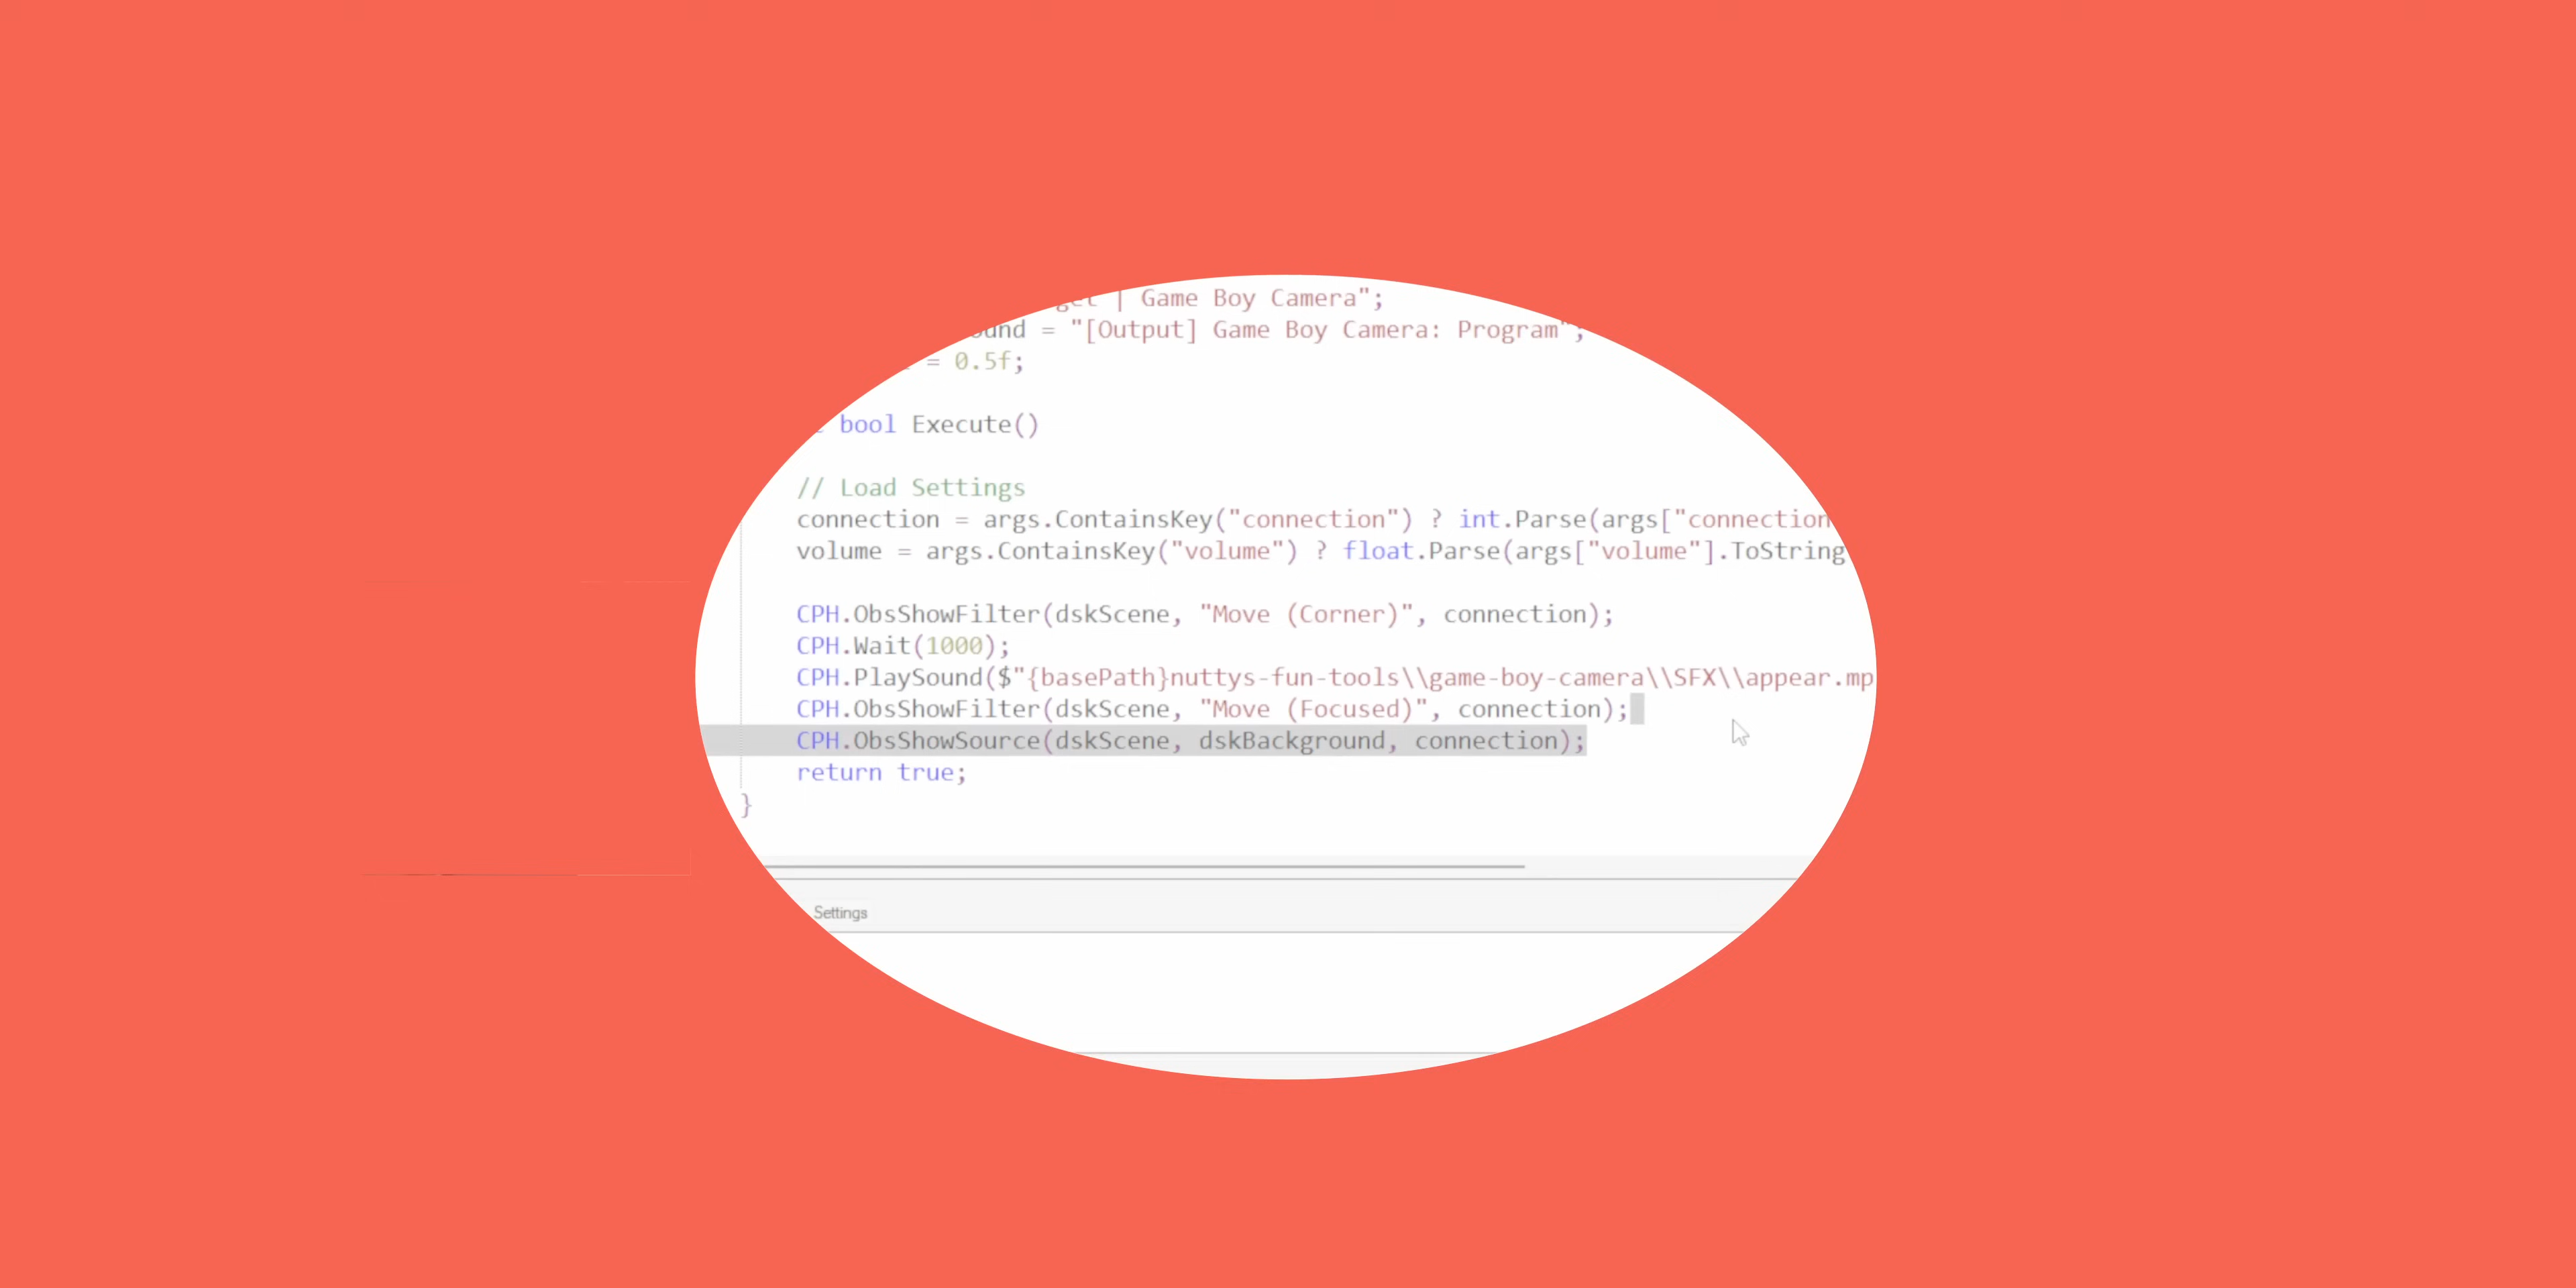 | Game Boy Camera";
= "[Output] Game Boy Camera: Program";
= 0.5f;
bool Execute()
// Load Settings
connection = args.ContainsKey("connection") ? int.Parse(args["connection
volume = args.ContainsKey("volume") ? float.Parse(args["volume"].ToString
CPH.ObsShowFilter(dskScene, "Move (Corner)", connection);
CPH.Wait(1000);
CPH.PlaySound($"{basePath}nuttys-fun-tools\\game-boy-camera\\SFX\\appear.mp
CPH.ObsShowFilter(dskScene, "Move (Focused)", connection);
CPH.ObsShowSource(dskScene, dskBackground, connection);
return true;
}
Settings